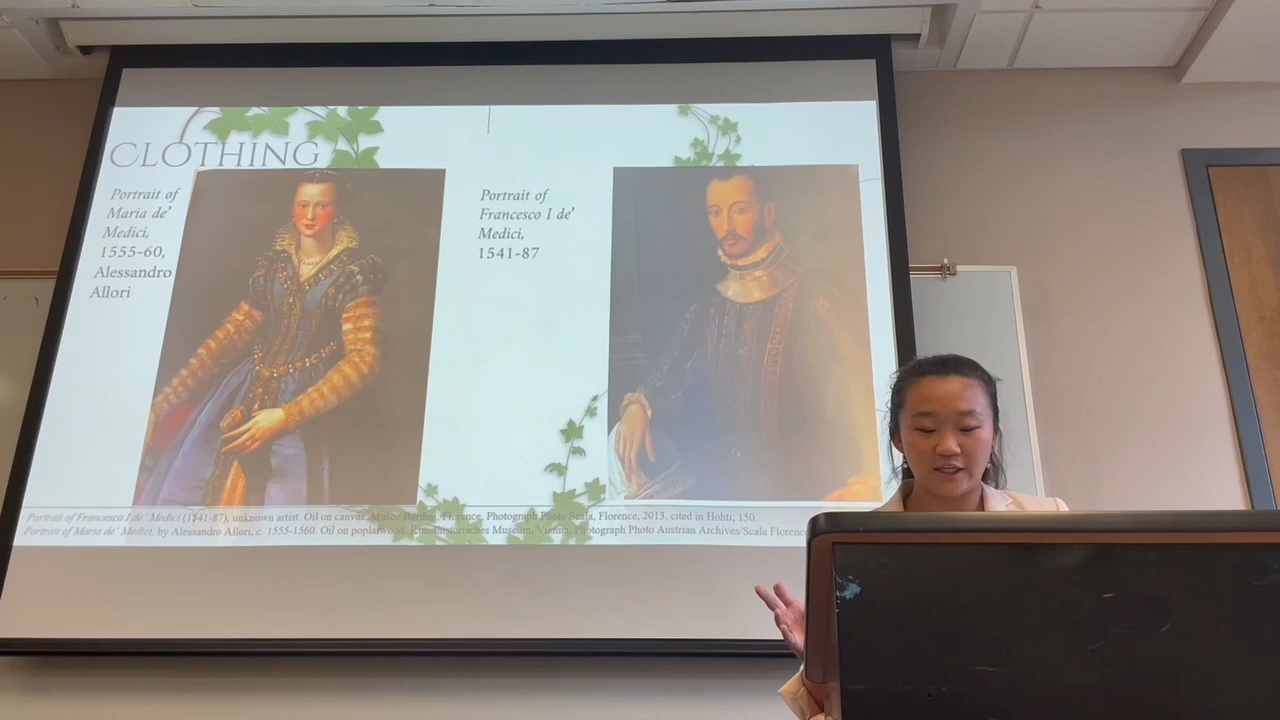 CLOTHING
Portrait of
Maria de'
Medici,
1555-60,
Alessandro
Allori
Portrait of
Francesco I de'
Medici,
1541-87
Portrait of Francesco I de' Medici (1541-87), unknown artist. Oil on canvas. Museo Bardini, Florence. Photograph Photo Scala, Florence, 2013. cited in Hohti, 150.
Portrait of Maria de' Medici, by Alessandro Allori, c. 1555-1560. Oil on poplarwood. Kunsthistorisches Museum, Vienna, Photograph Photo Austrian Archives/Scala Florenc